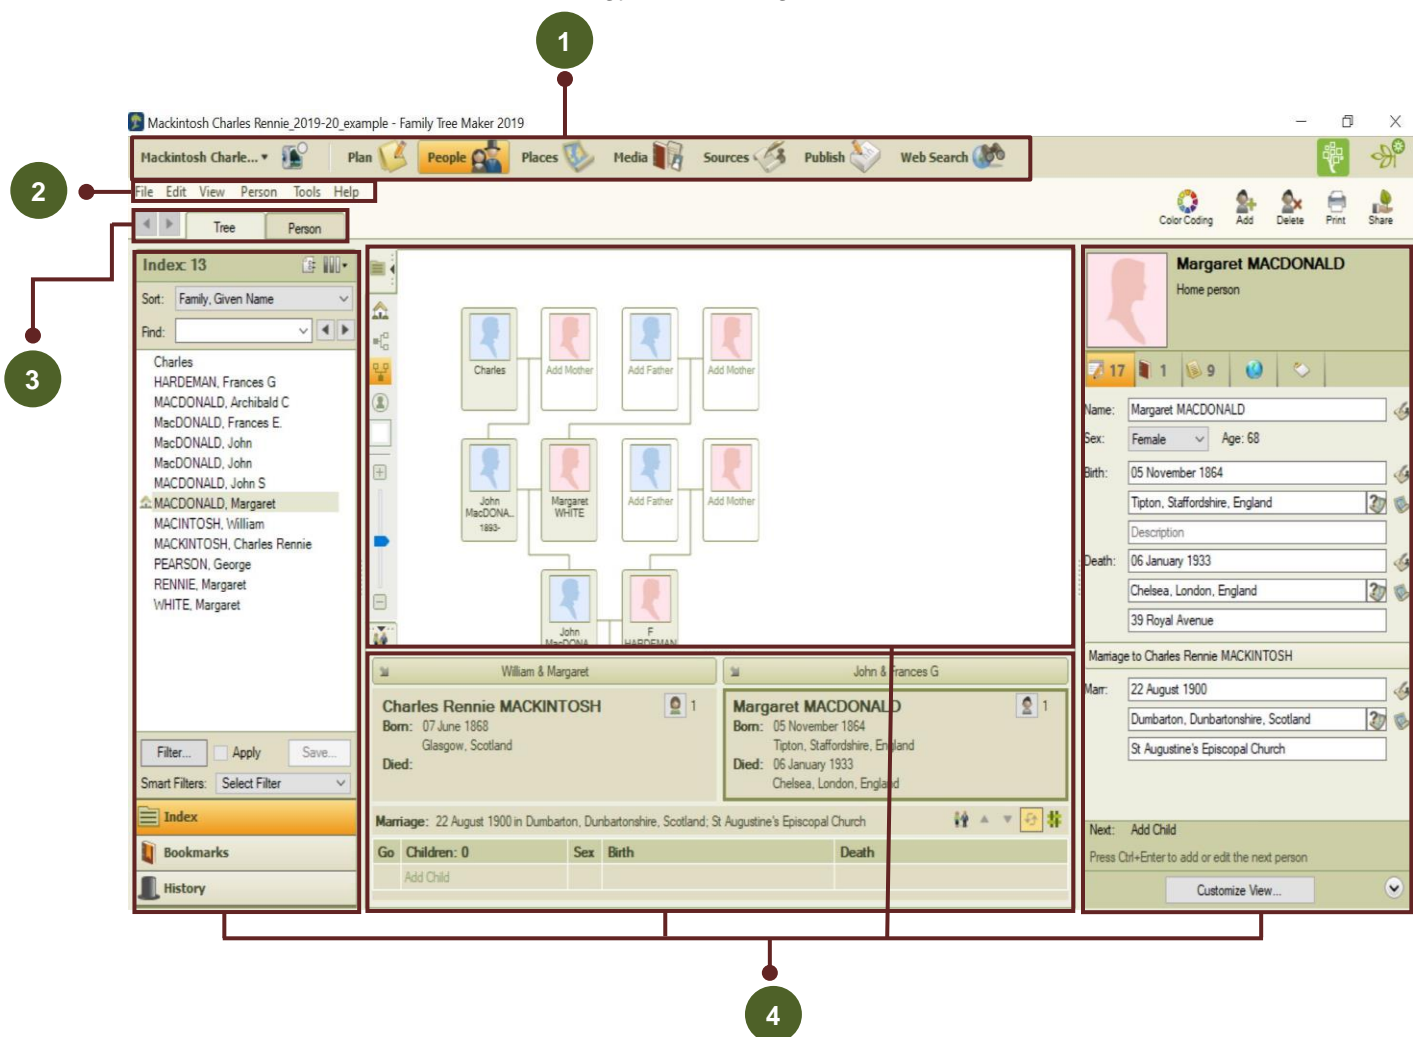 1
Mackintosh Charles Rennie_2019-20_example - Family Tree Maker 2019
Mackintosh Charle... Plan People Places Media Sources Publish Web Search
2
File Edit View Person Tools Help
Color Coding Add Delete Print Share
Tree Person
3
Index: 13
Sort: Family, Given Name
Find:
Charles
HARDEMAN, Frances G
MACDONALD, Archibald C
MacDONALD, Frances E.
MacDONALD, John
MacDONALD, John
MACDONALD, John S
MACDONALD, Margaret
MACINTOSH, William
MACKINTOSH, Charles Rennie
PEARSON, George
RENNIE, Margaret
WHITE, Margaret
Filter... Apply Save...
Smart Filters: Select Filter
Index
Bookmarks
History
Charles Add Mother Add Father Add Mother
John Margaret Add Father Add Mother
MacDONA... WHITE
1893-
John F
MacDONA... HARDEMAN
William & Margaret John & Frances G
Charles Rennie MACKINTOSH 1
Born: 07 June 1868
Glasgow, Scotland
Died:
Margaret MACDONALD 1
Born: 05 November 1864
Tipton, Staffordshire, England
Died: 06 January 1933
Chelsea, London, England
Marriage: 22 August 1900 in Dumbarton, Dunbartonshire, Scotland; St Augustine's Episcopal Church
Go Children: 0 Sex Birth Death
Add Child
Margaret MACDONALD
Home person
17 1 9
Name: Margaret MACDONALD
Sex: Female Age: 68
Birth: 05 November 1864
Tipton, Staffordshire, England
Description
Death: 06 January 1933
Chelsea, London, England
39 Royal Avenue
Marriage to Charles Rennie MACKINTOSH
Marr: 22 August 1900
Dumbarton, Dunbartonshire, Scotland
St Augustine's Episcopal Church
Next: Add Child
Press Ctrl+Enter to add or edit the next person
Customize View...
4